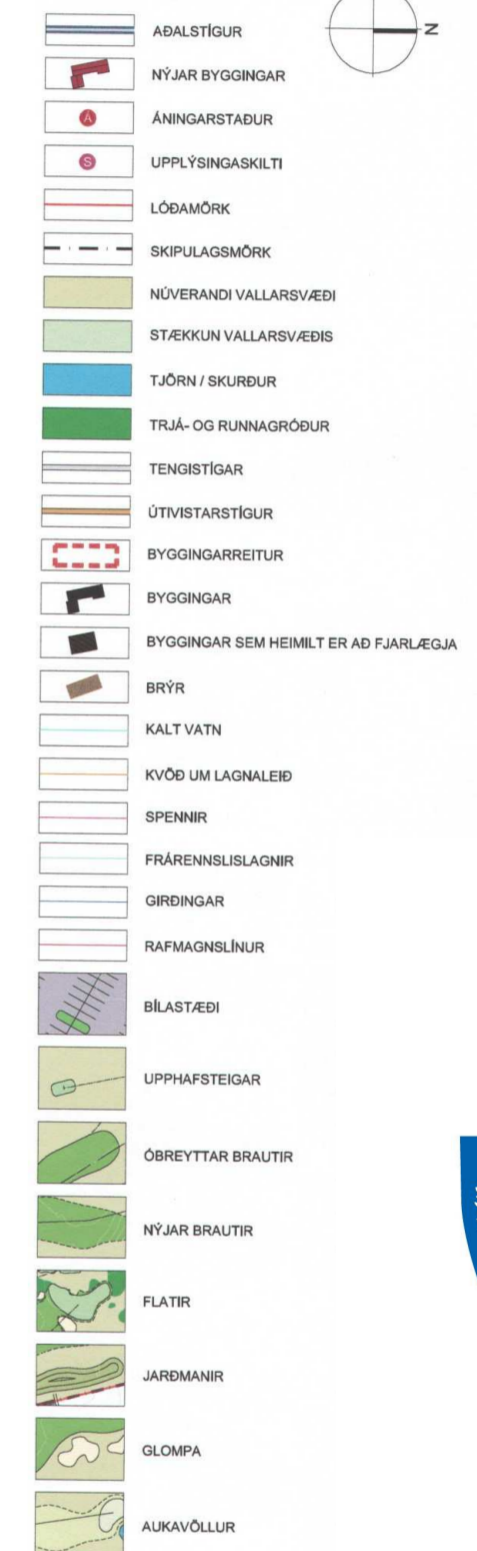 N
AÐALSTÍGUR
NÝJAR BYGGINGAR
Á
ÁNINGARSTAÐUR
S
UPPLÝSINGASKILTI
LÓÐAMÖRK
SKIPULAGSMÖRK
NÚVERANDI VALLARSVÆÐI
STÆKKUN VALLARSVÆÐIS
TJÖRN / SKURÐUR
TRJÁ- OG RUNNAGRÓÐUR
TENGISTÍGAR
ÚTIVISTARSTÍGUR
BYGGINGARREITUR
BYGGINGAR
BYGGINGAR SEM HEIMILT ER AÐ FJARLÆGJA
BRÝR
KALT VATN
KVÖÐ UM LAGNALEIÐ
SPENNIR
FRÁRENNSLISLAGNIR
GIRÐINGAR
RAFMAGNSLÍNUR
BÍLASTÆÐI
UPPHAFSTEIGAR
ÓBREYTTAR BRAUTIR
NÝJAR BRAUTIR
FLATIR
JARÐMANIR
GLOMPA
AUKAVÖLLUR